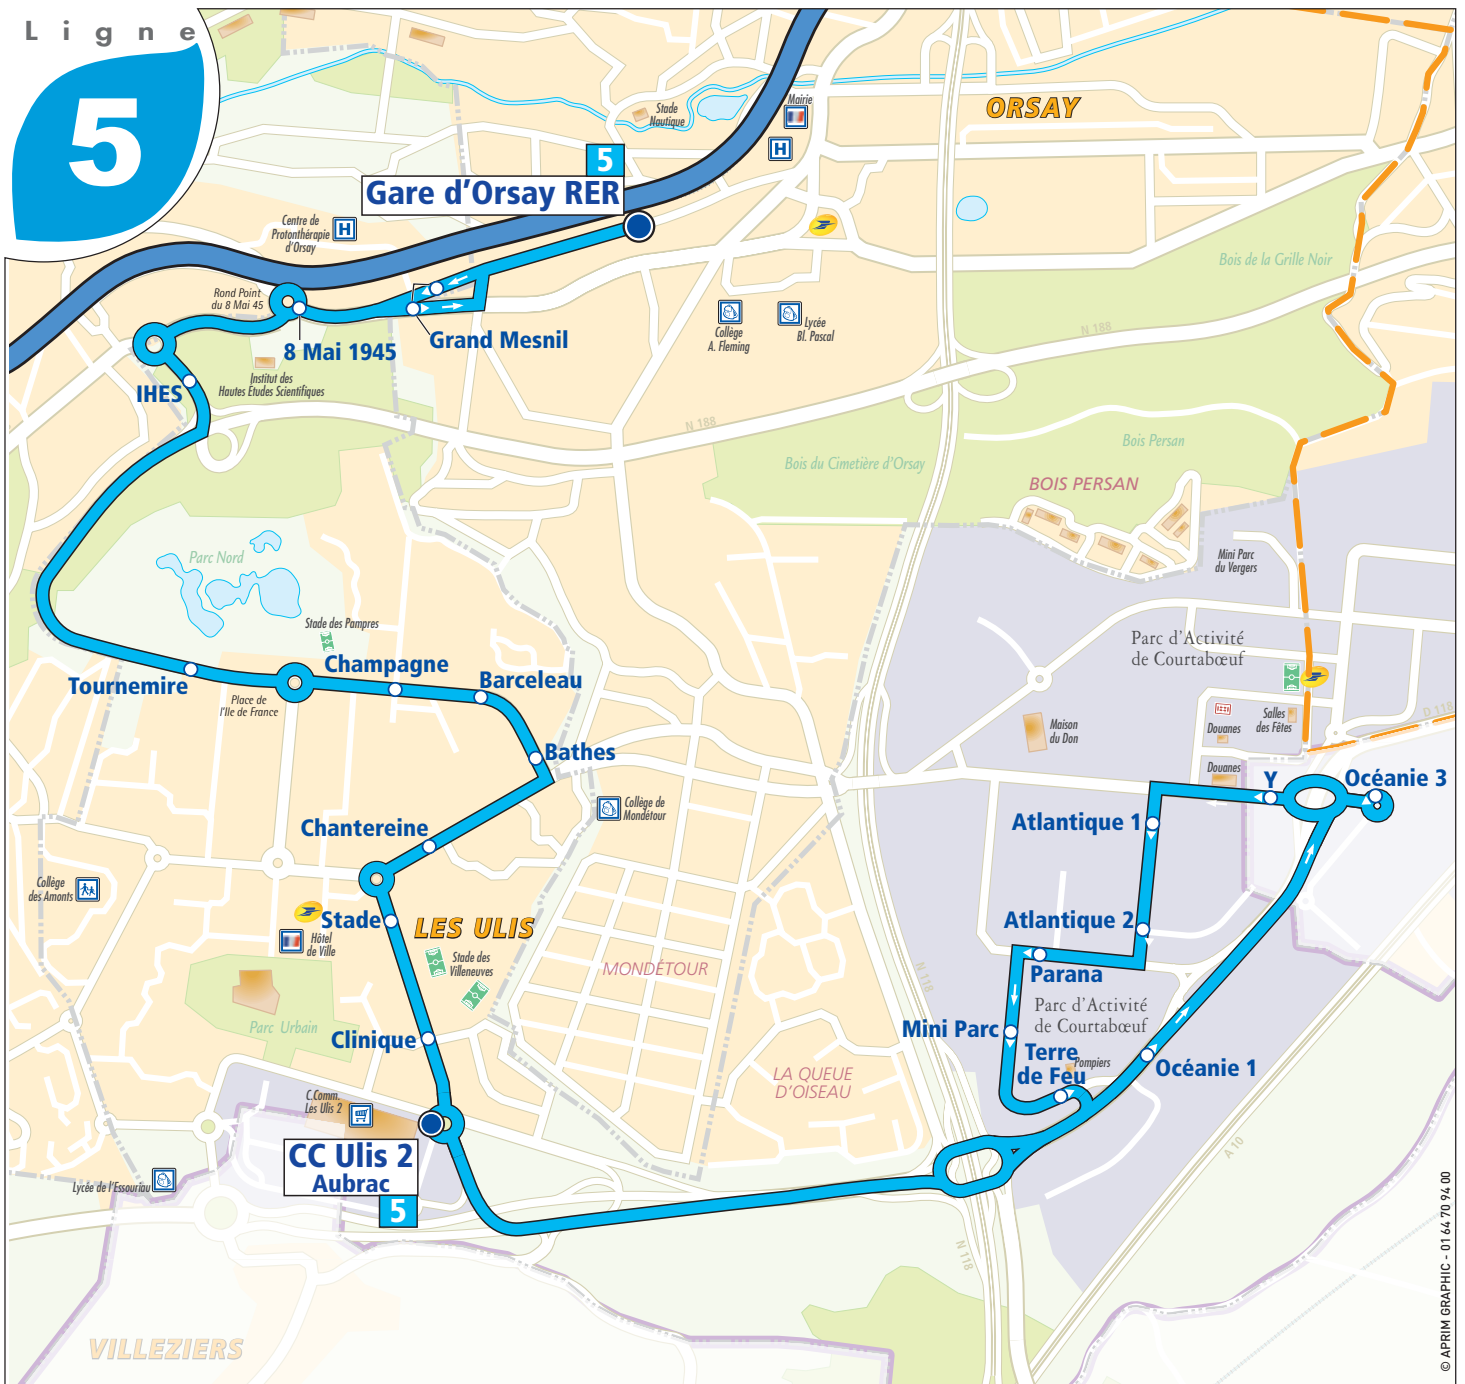 Ligne
5
Stade
Nautique
Mairie
H
ORSAY
5
Gare d'Orsay RER
Centre de
Protonthérapie
d'Orsay
H
Bois de la Grille Noir
Rond Point
du 8 Mai 45
Grand Mesnil
8 Mai 1945
Collège
A. Fleming
Lycée
Bl. Pascal
N 188
Institut des
Hautes Etudes Scientifiques
IHES
N 188
Bois du Cimetière d'Orsay
Bois Persan
BOIS PERSAN
Parc Nord
Mini Parc
du Vergers
Stade des Pampres
Parc d'Activité
de Courtabœuf
Tournemire
Place de
l'Ile de France
Champagne
Barceleau
Bathes
Maison
du Don
Douanes
Salles
des Fêtes
D 118
Douanes
Y
Océanie 3
Collège de
Mondétour
Chantereine
Atlantique 1
Collège
des Amonts
Stade
LES ULIS
Hôtel
de Ville
Stade des
Villeneuves
MONDÉTOUR
Atlantique 2
Parana
N 118
Parc d'Activité
de Courtabœuf
Parc Urbain
Clinique
Mini Parc
Terre
de Feu
Pompiers
Océanie 1
LA QUEUE
D'OISEAU
C.Comm.
Les Ulis 2
CC Ulis 2
Aubrac
5
Lycée de l'Essouriau
A 10
N 118
VILLEZIERS
© APRIM GRAPHIC - 01 64 70 94 00